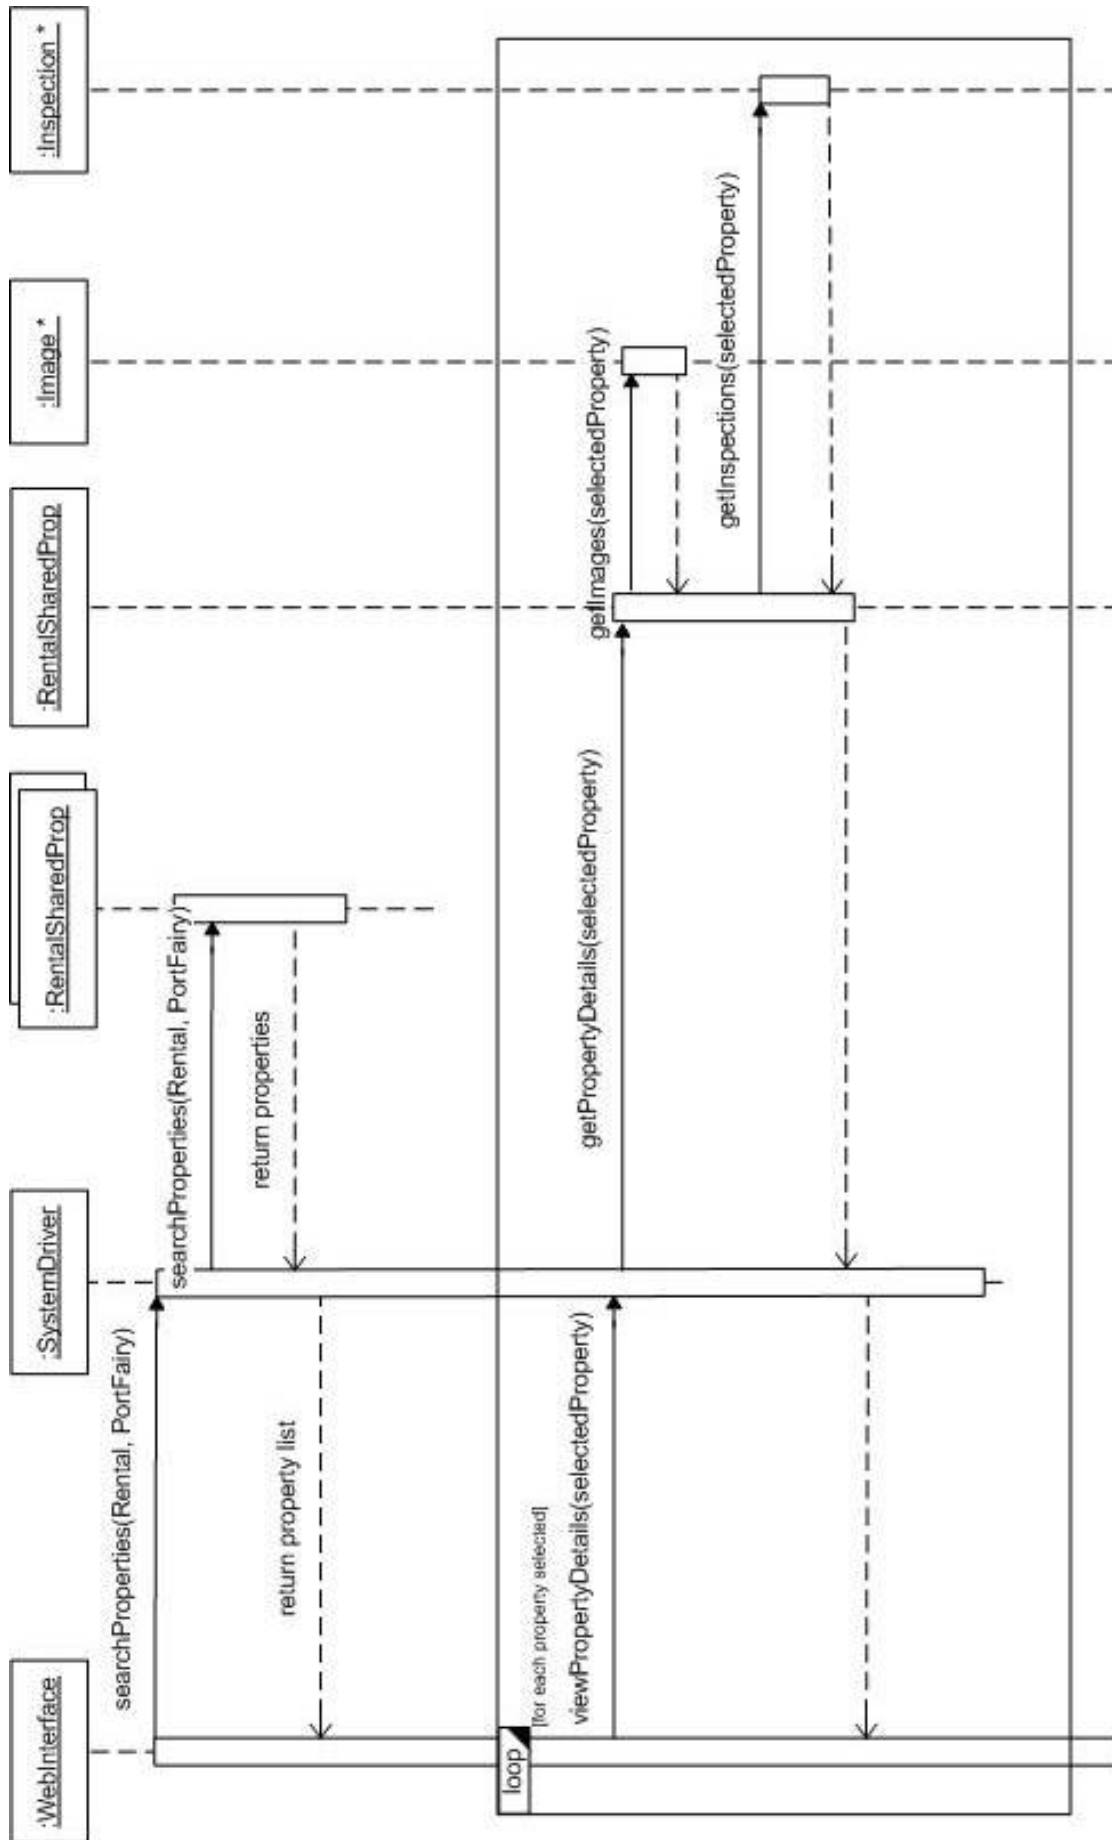 :WebInterface
:SystemDriver
:RentalSharedProp
:RentalSharedProp
:Image *
:Inspection *
searchProperties(Rental, PortFairy)
searchProperties(Rental, PortFairy)
return properties
return property list
loop
[for each property selected]
viewPropertyDetails(selectedProperty)
getPropertyDetails(selectedProperty)
getImages(selectedProperty)
getInspections(selectedProperty)